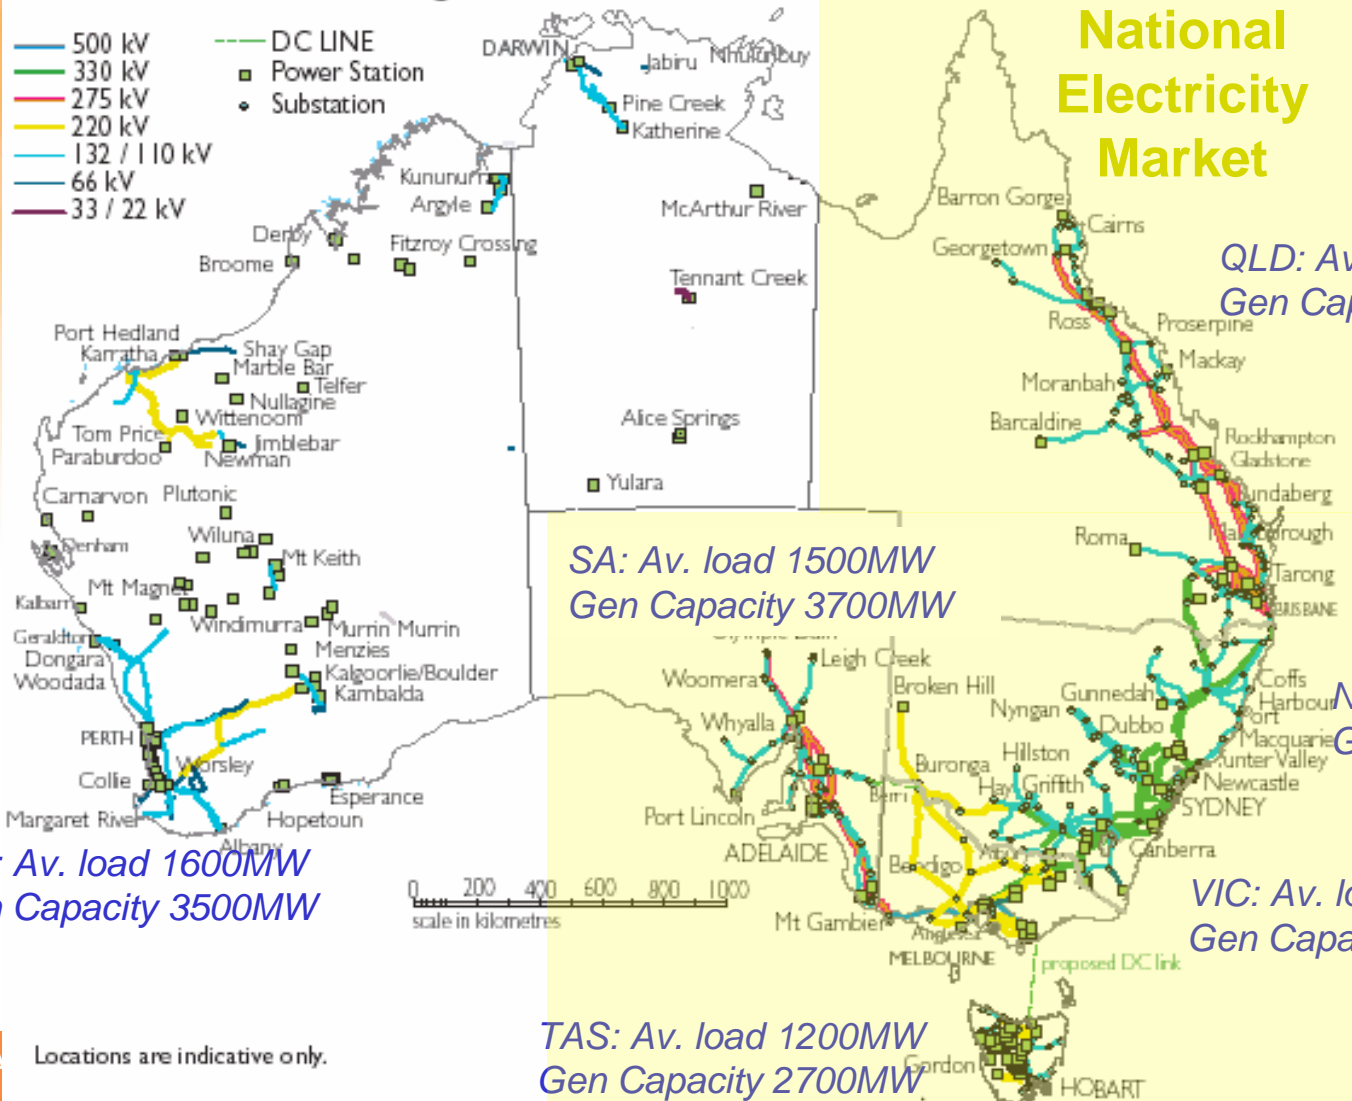 500 kV
330 kV
275 kV
220 kV
132 / 110 kV
66 kV
33 / 22 kV
DC LINE
Power Station
Substation
National
Electricity
Market
DARWIN
Jabiru
Nhulunbuy
Pine Creek
Katherine
Kununurra
Argyle
McArthur River
Derby
Fitzroy Crossing
Broome
Tennant Creek
Barron Gorge
Cairns
Georgetown
QLD: Av
Gen Cap
Ross
Proserpine
Port Hedland
Karratha
Shay Gap
Marble Bar
Telfer
Nullagine
Wittenoom
Tom Price
Paraburdoo
Jimblebar
Newman
Mackay
Moranbah
Barcaldine
Alice Springs
Rockhampton
Gladstone
Yulara
Bundaberg
Carnarvon
Plutonic
Denham
Wiluna
Mt Keith
Roma
Tarong
BRISBANE
SA: Av. load 1500MW
Gen Capacity 3700MW
Mt Magnet
Kalbarri
Windimurra
Murrin Murrin
Geraldton
Dongara
Woodada
Menzies
Kalgoorlie/Boulder
Kambalda
Leigh Creek
Woomera
Broken Hill
Whyalla
Gunnedah
Nyngan
Dubbo
Coffs
Harbour
Port
Macquarie
N
G
PERTH
Collie
Worsley
Margaret River
Albany
Hopetoun
Esperance
Port Lincoln
ADELAIDE
Berri
Buronga
Hillston
Hay
Griffith
Hunter Valley
Newcastle
SYDNEY
Canberra
Bendigo
: Av. load 1600MW
Capacity 3500MW
0 200 400 600 800 1000
scale in kilometres
Mt Gambier
Anglesea
MELBOURNE
VIC: Av. lo
Gen Capa
proposed DC link
TAS: Av. load 1200MW
Gen Capacity 2700MW
Gordon
HOBART
Locations are indicative only.